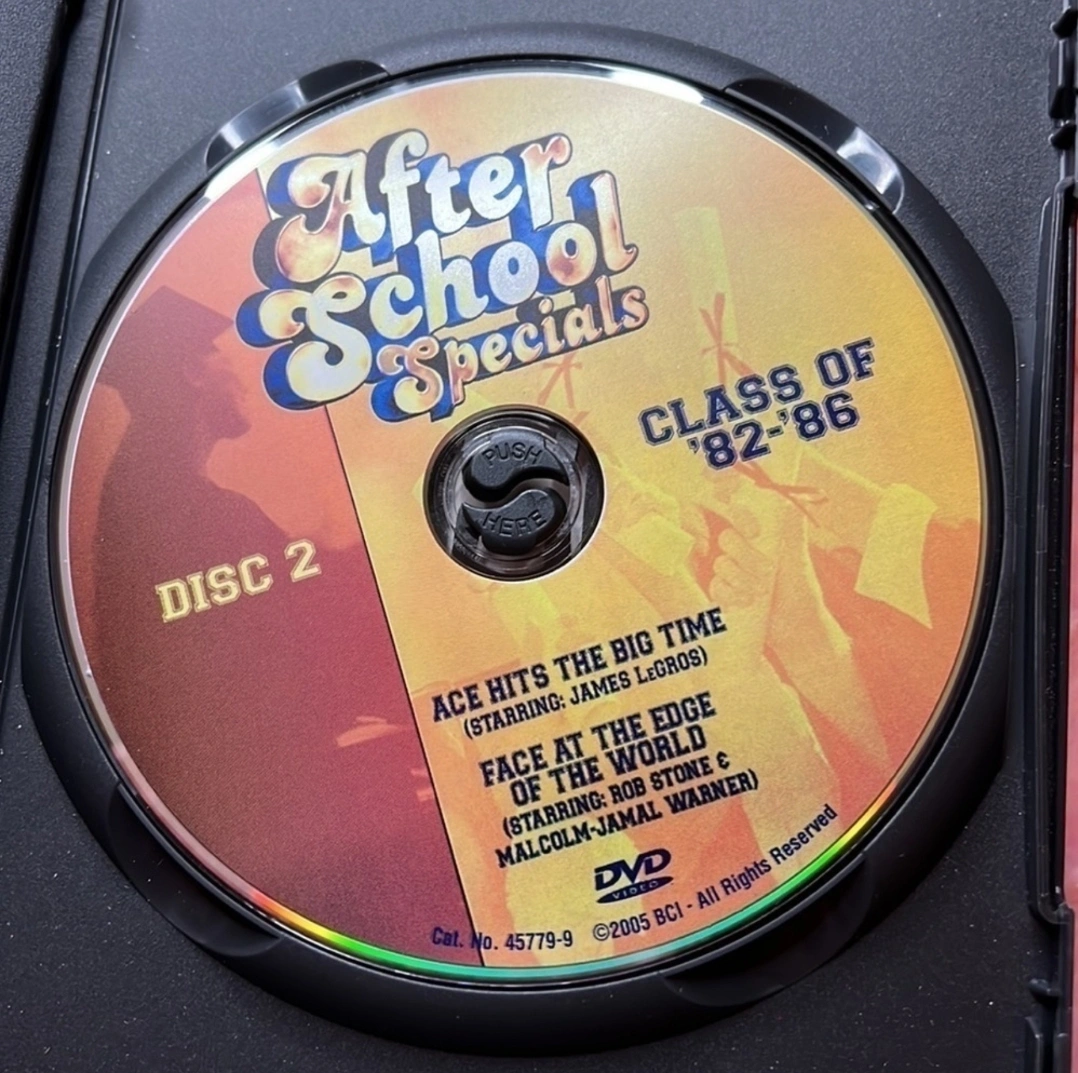 After
School
Specials
CLASS OF
'82-'86
PUSH
HERE
DISC 2
ACE HITS THE BIG TIME
(STARRING: JAMES LeGROS)
FACE AT THE EDGE
OF THE WORLD
(STARRING: ROB STONE &
MALCOLM-JAMAL WARNER)
DVD
VIDEO
Cat. No. 45779-9 ©2005 BCI - All Rights Reserved